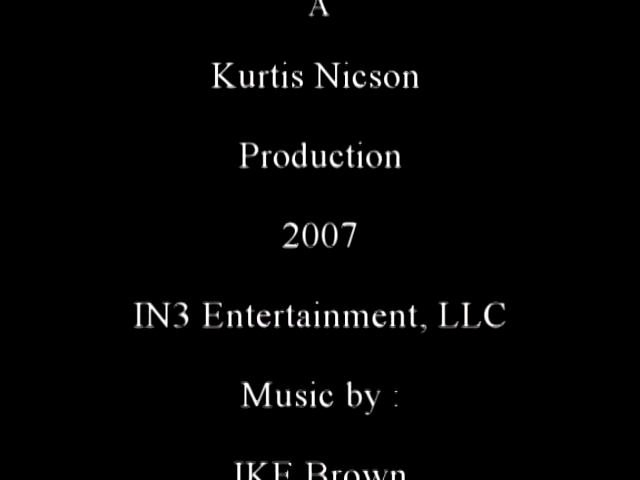 A
Kurtis Nicson
Production
2007
IN3 Entertainment, LLC
Music by :
IKE Brown